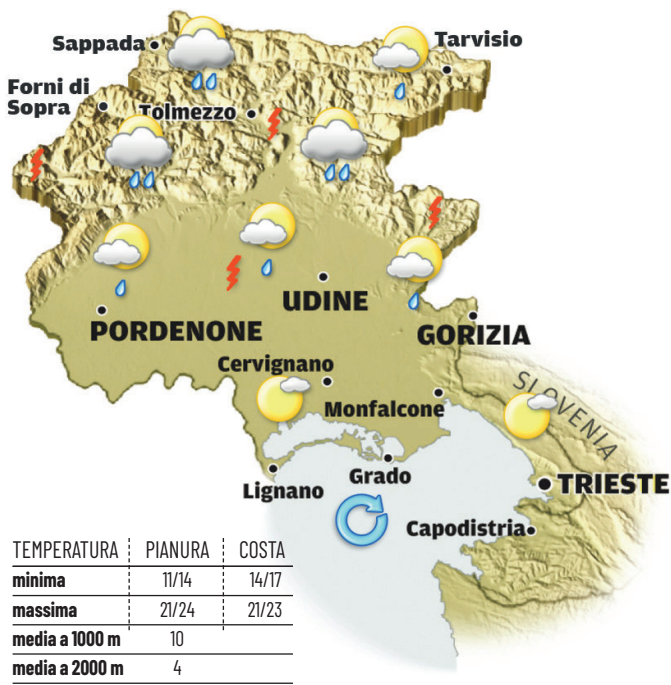 Sappada
Tarvisio
Forni di
Sopra
Tolmezzo
UDINE
PORDENONE
GORIZIA
Cervignano
SLOVENIA
Monfalcone
Grado
Lignano
TRIESTE
Capodistria
TEMPERATURA PIANURA COSTA
minima 11/14 14/17
massima 21/24 21/23
media a 1000 m 10
media a 2000 m 4